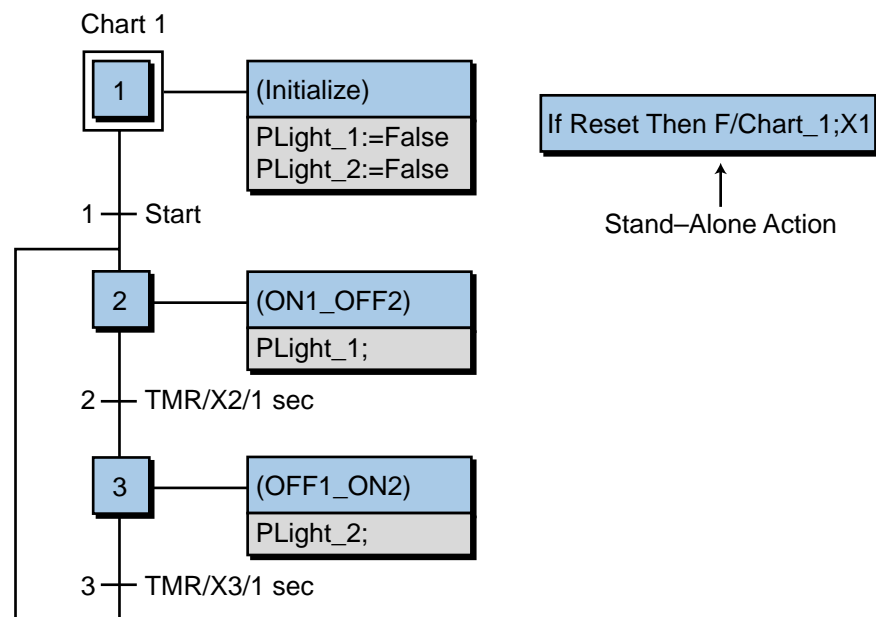 Chart 1
1
(Initialize)
PLight_1:=False
PLight_2:=False
If Reset Then F/Chart_1;X1
Stand–Alone Action
1
Start
2
(ON1_OFF2)
PLight_1;
2
TMR/X2/1 sec
3
(OFF1_ON2)
PLight_2;
3
TMR/X3/1 sec